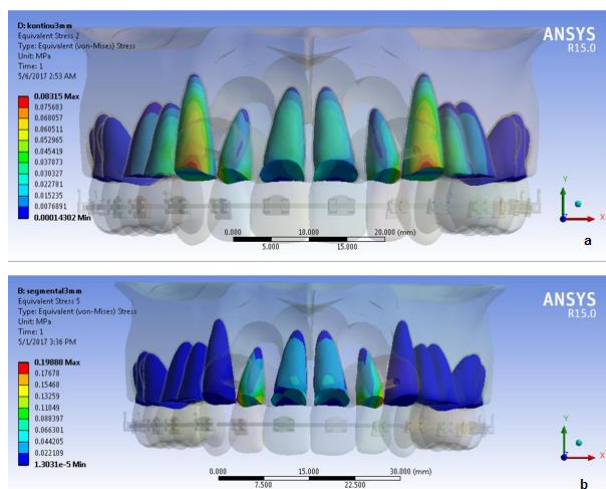 D: kontinu3mm
Equivalent Stress 2
Type: Equivalent (von-Mises) Stress
Unit: MPa
Time: 1
5/6/2017 2:53 AM
ANSYS
R15.0
0.08315 Max
0.075603
0.068057
0.060511
0.052965
0.045419
0.037873
0.030327
0.022781
0.015235
0.0076891
0.00014302 Min
0.000 10.000 20.000 (mm)
5.000 15.000
Y
X
a
B: segmental3mm
Equivalent Stress 5
Type: Equivalent (von-Mises) Stress
Unit: MPa
Time: 1
5/1/2017 3:36 PM
ANSYS
R15.0
0.19888 Max
0.17678
0.15468
0.13259
0.11049
0.088397
0.066301
0.044205
0.022109
1.3031e-5 Min
0.000 15.000 30.000 (mm)
7.500 22.500
Y
X
b